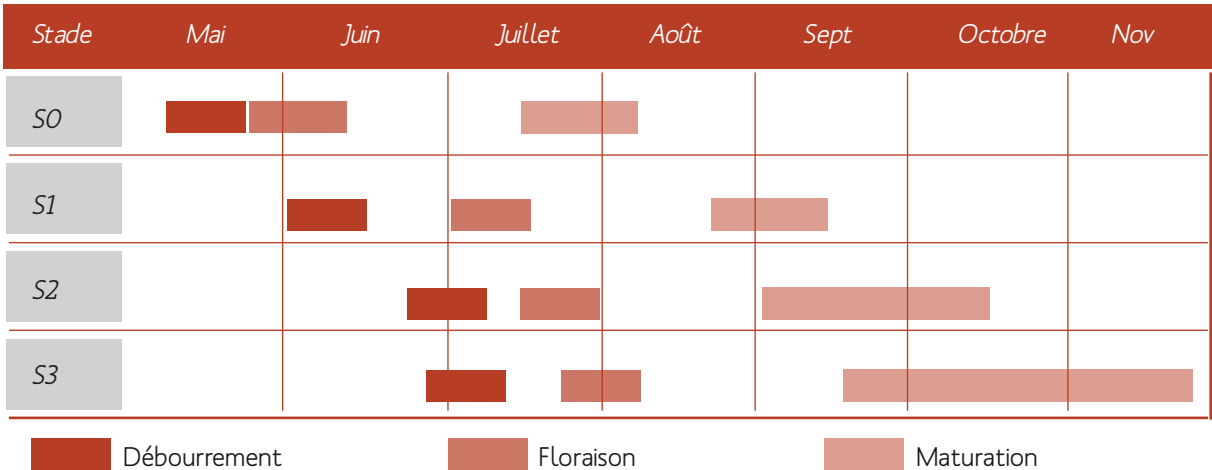 Stade Mai Juin Juillet Août Sept Octobre Nov
S0
S1
S2
S3
Débourrement Floraison Maturation